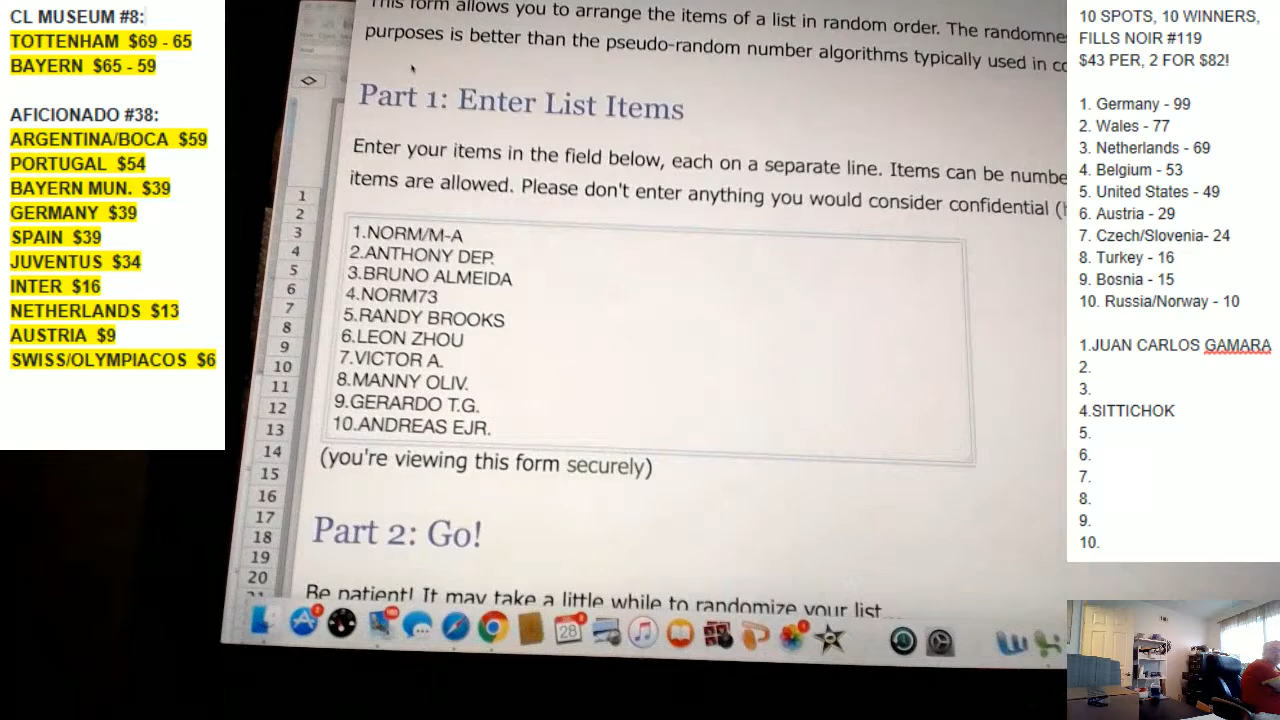 CL MUSEUM #8:
TOTTENHAM $69 - 65
BAYERN $65 - 59
AFICIONADO #38:
ARGENTINA/BOCA $59
PORTUGAL $54
BAYERN MUN. $39
GERMANY $39
SPAIN $39
JUVENTUS $34
INTER $16
NETHERLANDS $13
AUSTRIA $9
SWISS/OLYMPIACOS $6
This form allows you to arrange the items of a list in random order. The
purposes is better than the pseudo-random number algorithms typically used in
Part 1: Enter List Items
Enter your items in the field below, each on a separate line. Items can be
items are allowed. Please don't enter anything you would consider confidential
1
2
3
4
5
6
7
8
9
10
11
12
13
14
15
16
17
18
19
20
1.NORM/M-A
2.ANTHONY DEP.
3.BRUNO ALMEIDA
4.NORM73
5.RANDY BROOKS
6.LEON ZHOU
7.VICTOR A.
8.MANNY OLIV.
9.GERARDO T.G.
10.ANDREAS EJR.
(you're viewing this form securely)
Part 2: Go!
Be patient! It may take a little while to randomize your list
28
10 SPOTS, 10 WINNERS,
FILLS NOIR #119
$43 PER, 2 FOR $82!
1. Germany - 99
2. Wales - 77
3. Netherlands - 69
4. Belgium - 53
5. United States - 49
6. Austria - 29
7. Czech/Slovenia- 24
8. Turkey - 16
9. Bosnia - 15
10. Russia/Norway - 10
1.JUAN CARLOS GAMARA
2.
3.
4.SITTICHOK
5.
6.
7.
8.
9.
10.